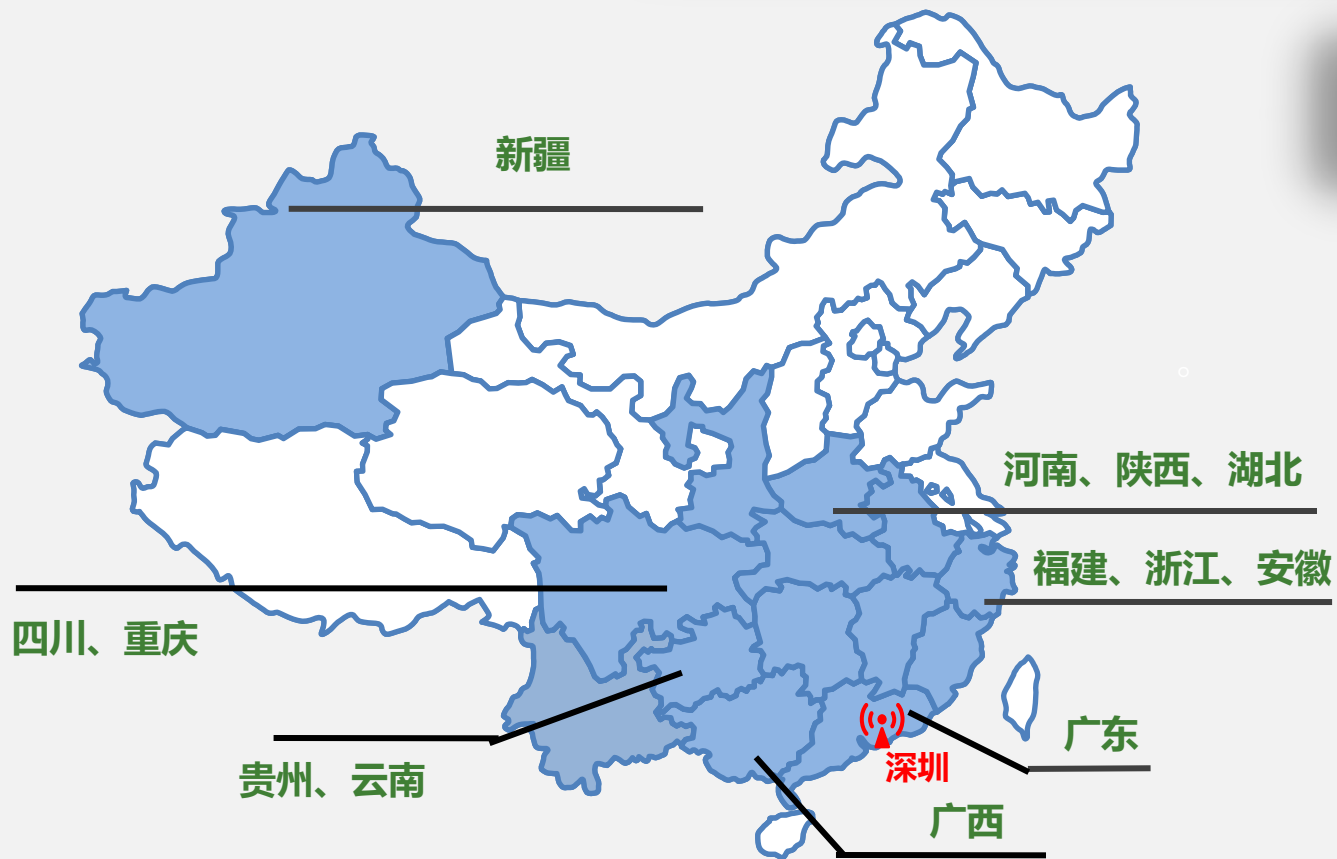 新疆
河南、陕西、湖北
福建、浙江、安徽
四川、重庆
广东
深圳
贵州、云南
广西